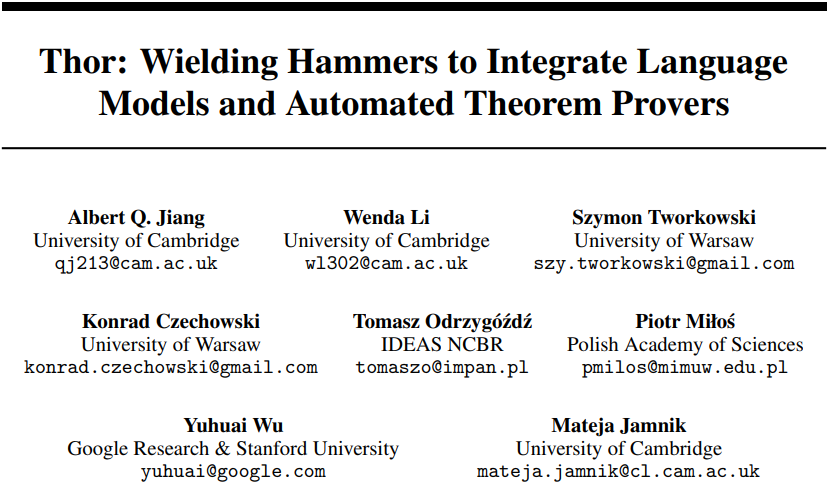 Thor: Wielding Hammers to Integrate Language
Models and Automated Theorem Provers
Albert Q. Jiang Wenda Li Szymon Tworkowski
University of Cambridge University of Cambridge University of Warsaw
qj213@cam.ac.uk wl302@cam.ac.uk szy.tworkowski@gmail.com
Konrad Czechowski Tomasz Odrzygóźdź Piotr Miłoś
University of Warsaw IDEAS NCBR Polish Academy of Sciences
konrad.czechowski@gmail.com tomaszo@impan.pl pmilos@mimuw.edu.pl
Yuhuai Wu Mateja Jamnik
Google Research & Stanford University University of Cambridge
yuhuai@google.com mateja.jamnik@cl.cam.ac.uk